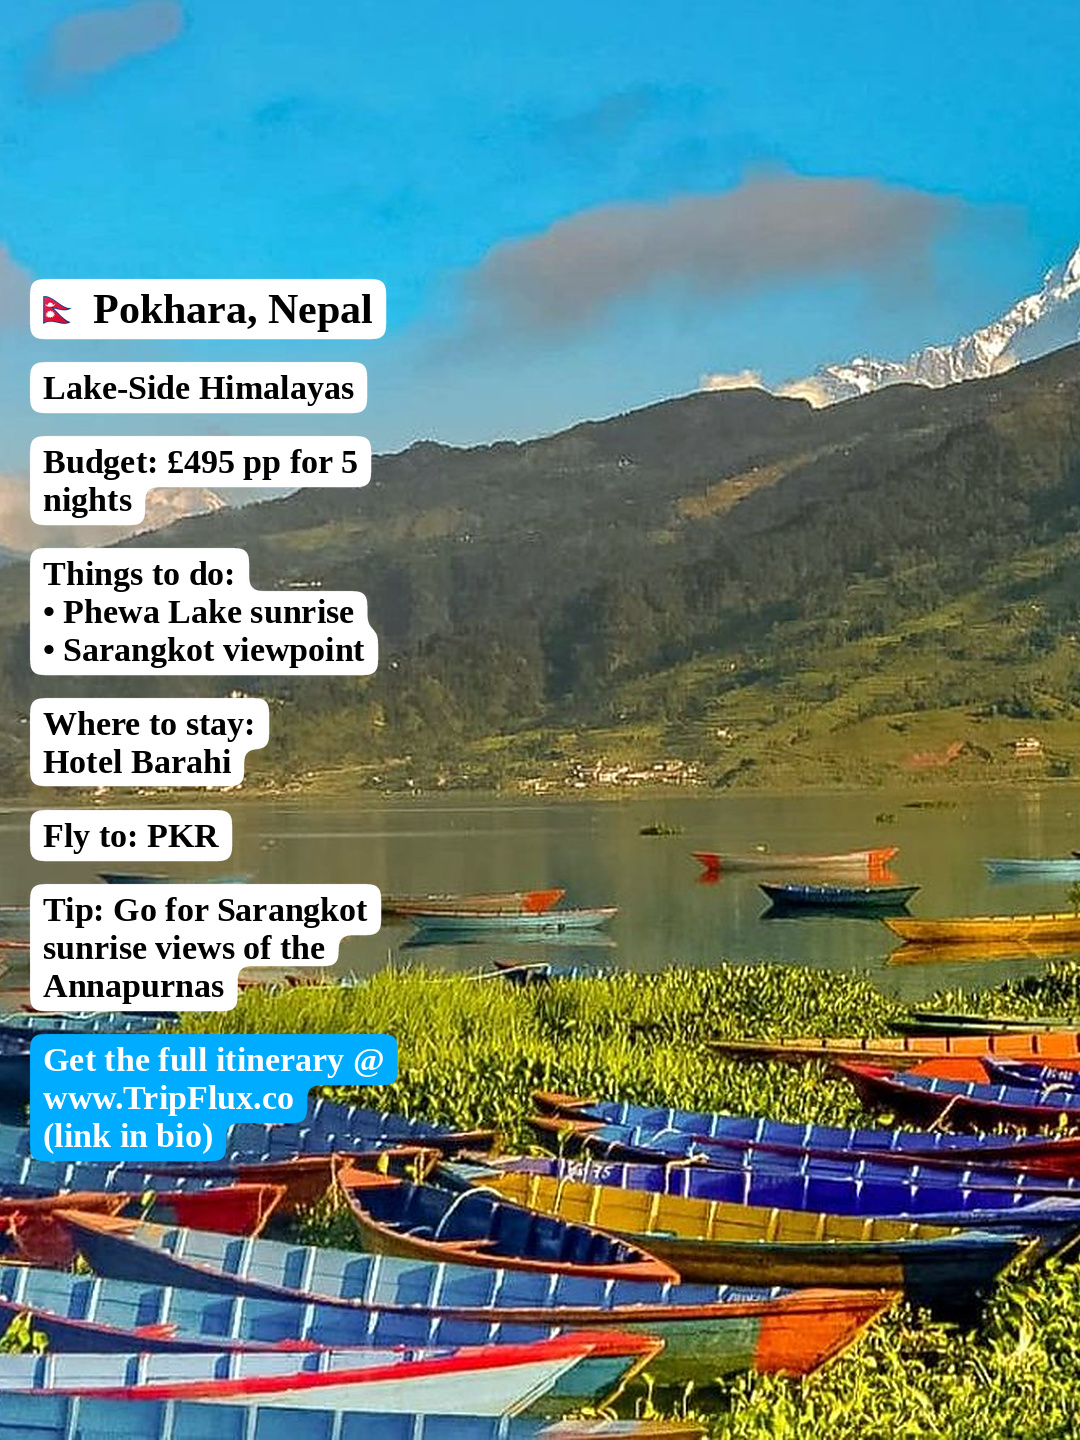 🇳🇵 Pokhara, Nepal
Lake-Side Himalayas
Budget: £495 pp for 5
nights
Things to do:
• Phewa Lake sunrise
• Sarangkot viewpoint
Where to stay:
Hotel Barahi
Fly to: PKR
Tip: Go for Sarangkot
sunrise views of the
Annapurnas
Get the full itinerary @
www.TripFlux.co
(link in bio)